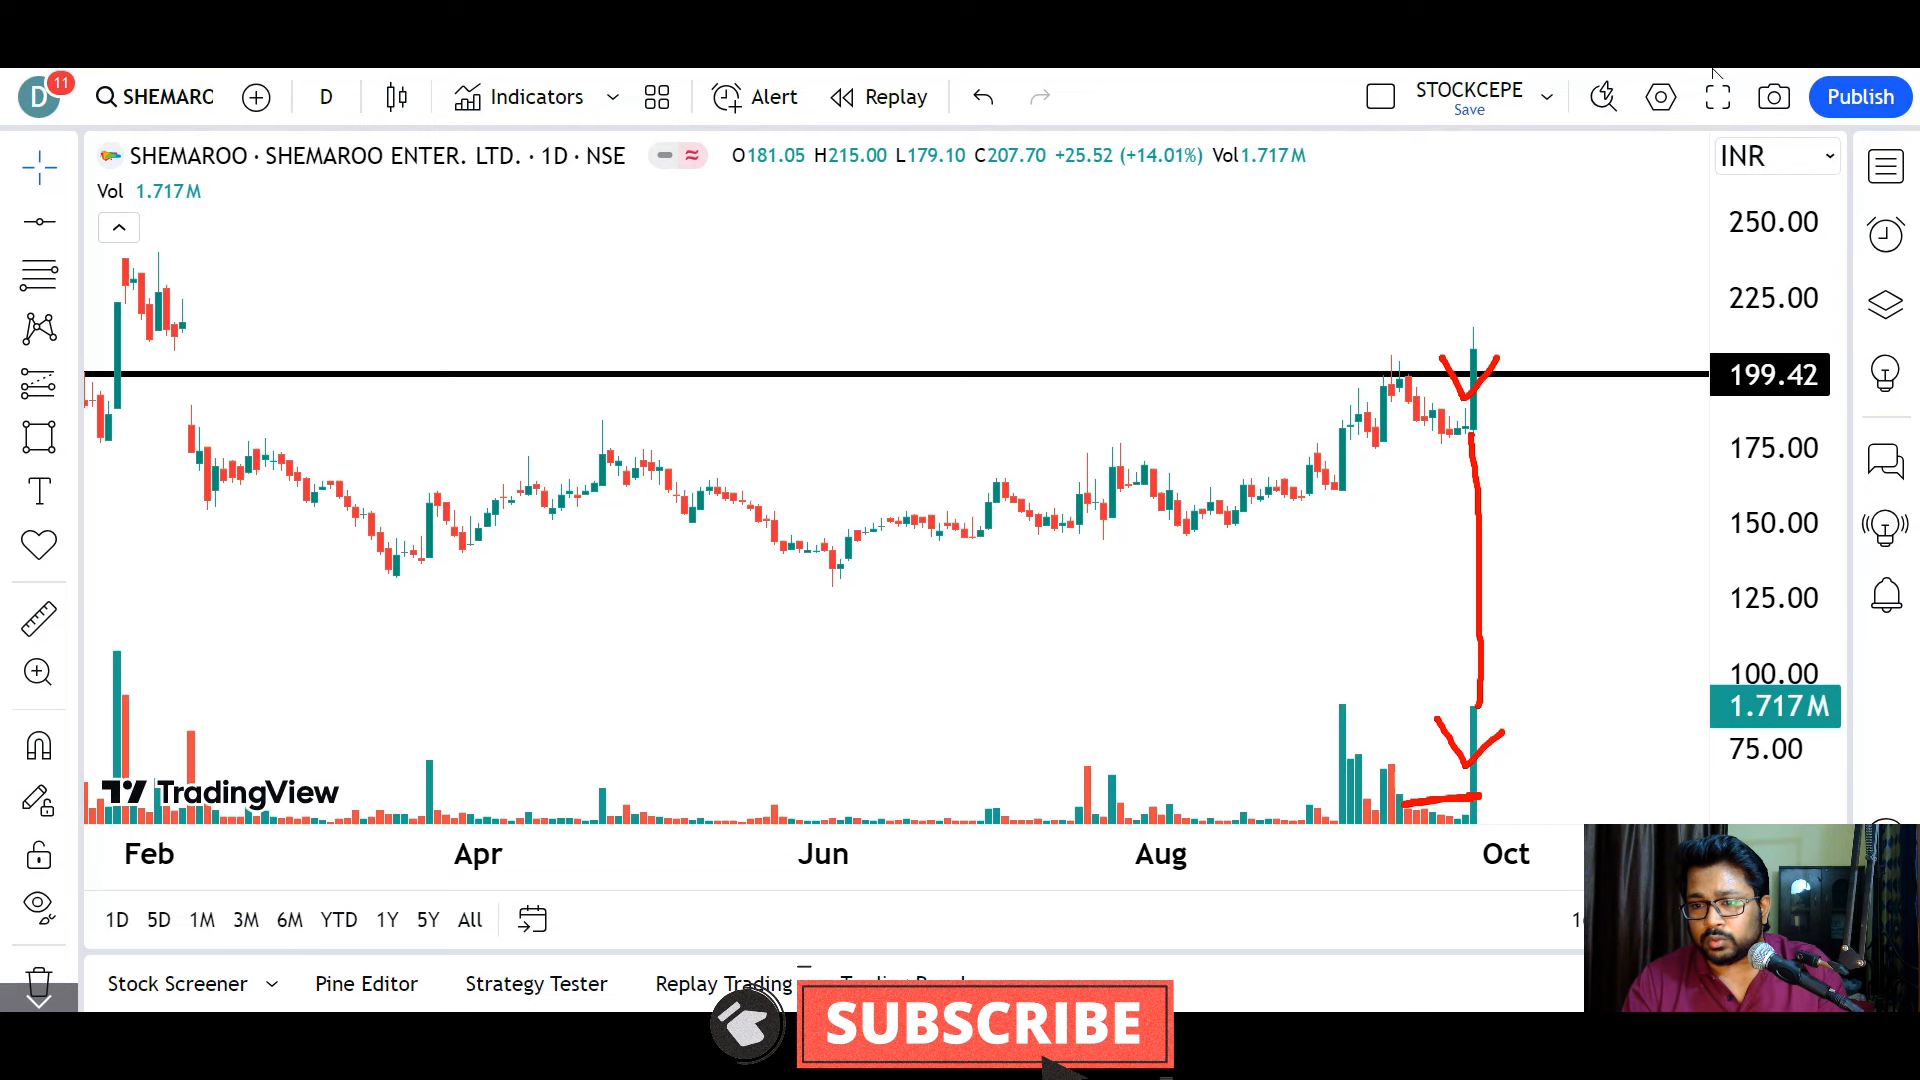 D 11 SHEMARO D Indicators Alert Replay STOCKCEPE Save Publish
SHEMAROO · SHEMAROO ENTER. LTD. · 1D · NSE O181.05 H215.00 L179.10 C207.70 +25.52 (+14.01%) Vol1.717M INR
Vol 1.717M
250.00
225.00
199.42
175.00
150.00
125.00
100.00
1.717M
75.00
TradingView
Feb Apr Jun Aug Oct
1D 5D 1M 3M 6M YTD 1Y 5Y All
Stock Screener Pine Editor Strategy Tester Replay Trading
SUBSCRIBE